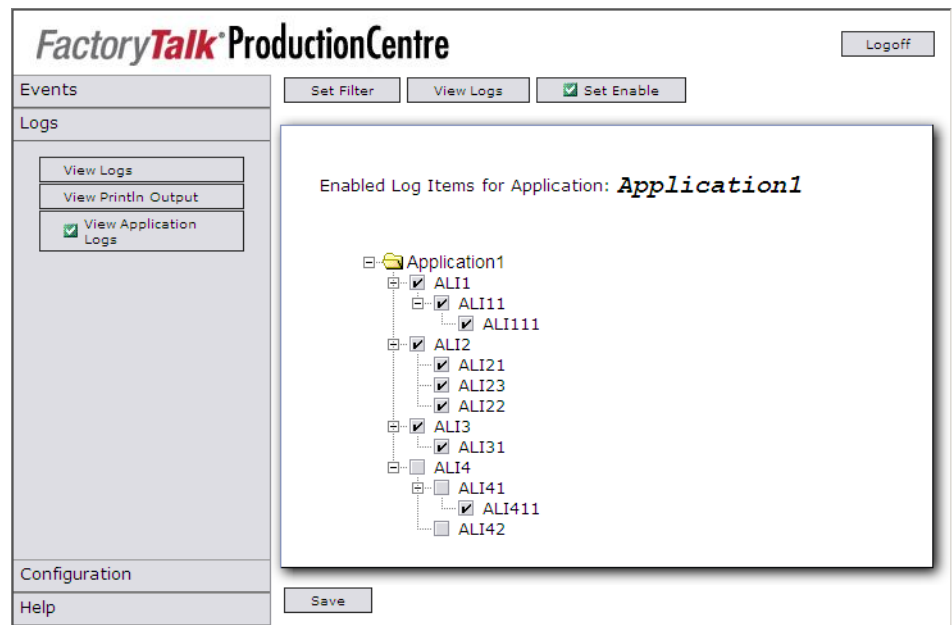 FactoryTalk ProductionCentre
Logoff
Events
Set Filter
View Logs
Set Enable
Logs
View Logs
View Println Output
View Application
Logs
Enabled Log Items for Application: Application1
Application1
ALI1
ALI11
ALI111
ALI2
ALI21
ALI23
ALI22
ALI3
ALI31
ALI4
ALI41
ALI411
ALI42
Configuration
Help
Save